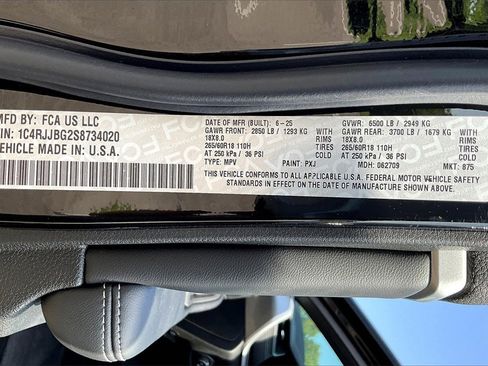 MFD BY: FCA US LLC
VIN: 1C4RJJBG2S8734020
VEHICLE MADE IN: U.S.A.
DATE OF MFR (BUILT): 6-25
GVWR: 6500 LB / 2949 KG
GAWR FRONT: 2850 LB / 1293 KG
GAWR REAR: 3700 LB / 1679 KG
18X8.0 RIMS
18X8.0 RIMS
265/60R18 110H TIRES
265/60R18 110H TIRES
AT 250 kPa / 36 PSI COLD
AT 250 kPa / 36 PSI COLD
TYPE: MPV
PAINT: PXJ
MDH: 062709
MKT: 875
THIS VEHICLE CONFORMS TO ALL APPLICABLE U.S.A. FEDERAL MOTOR VEHICLE SAFETY
STANDARDS IN EFFECT ON THE DATE OF MANUFACTURE SHOWN ABOVE.